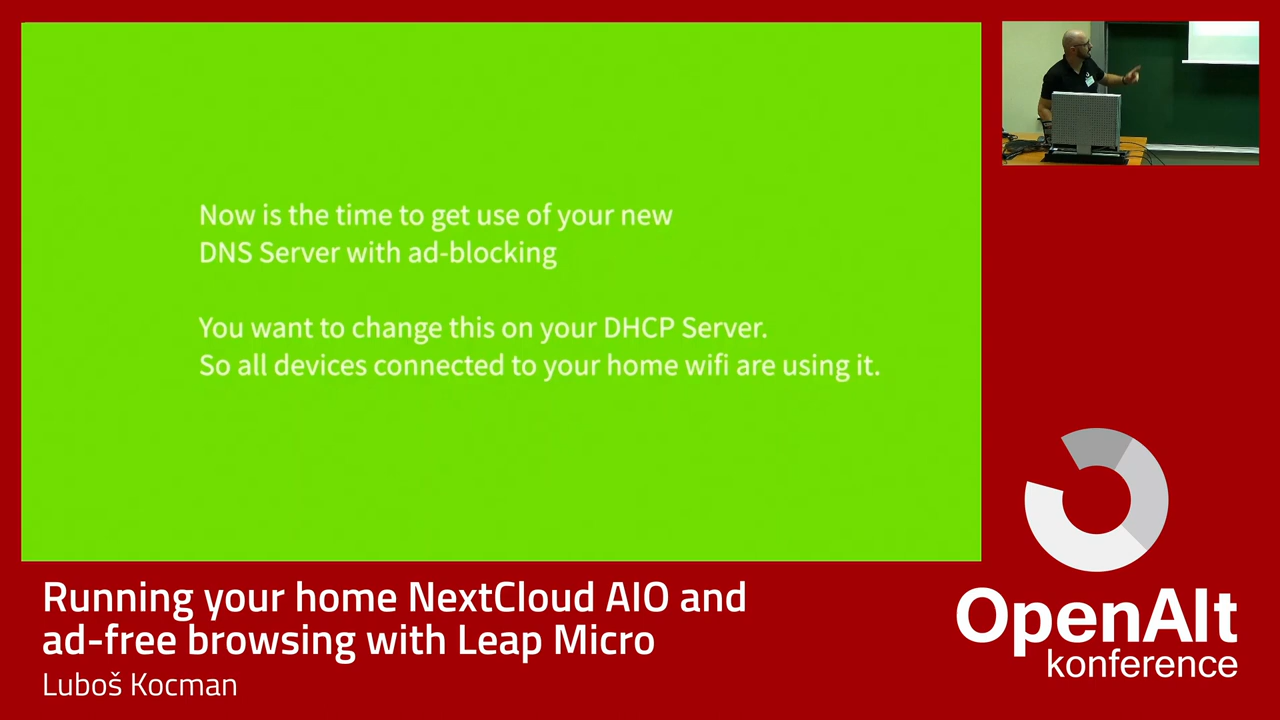 Now is the time to get use of your new
DNS Server with ad-blocking
You want to change this on your DHCP Server.
So all devices connected to your home wifi are using it.
Running your home NextCloud AIO and
ad-free browsing with Leap Micro
Luboš Kocman
OpenAlt
konference